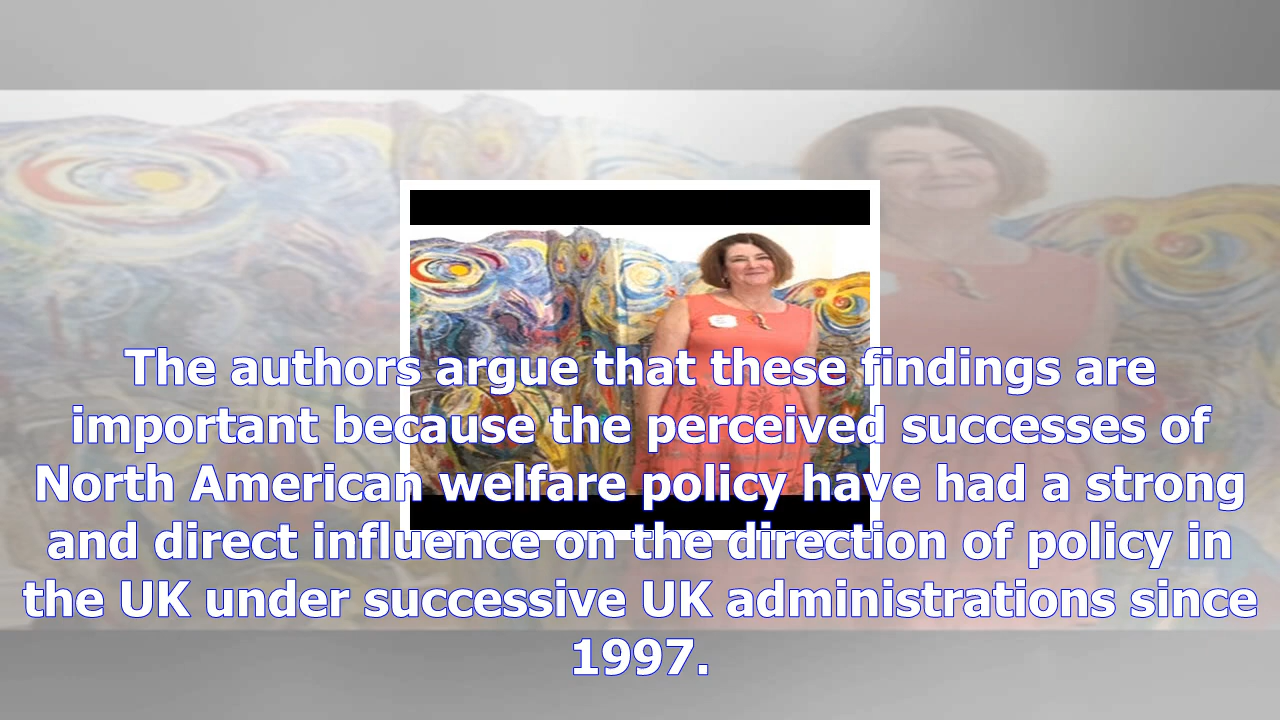 The authors argue that these findings are
important because the perceived successes of
North American welfare policy have had a strong
and direct influence on the direction of policy in
the UK under successive UK administrations since
1997.